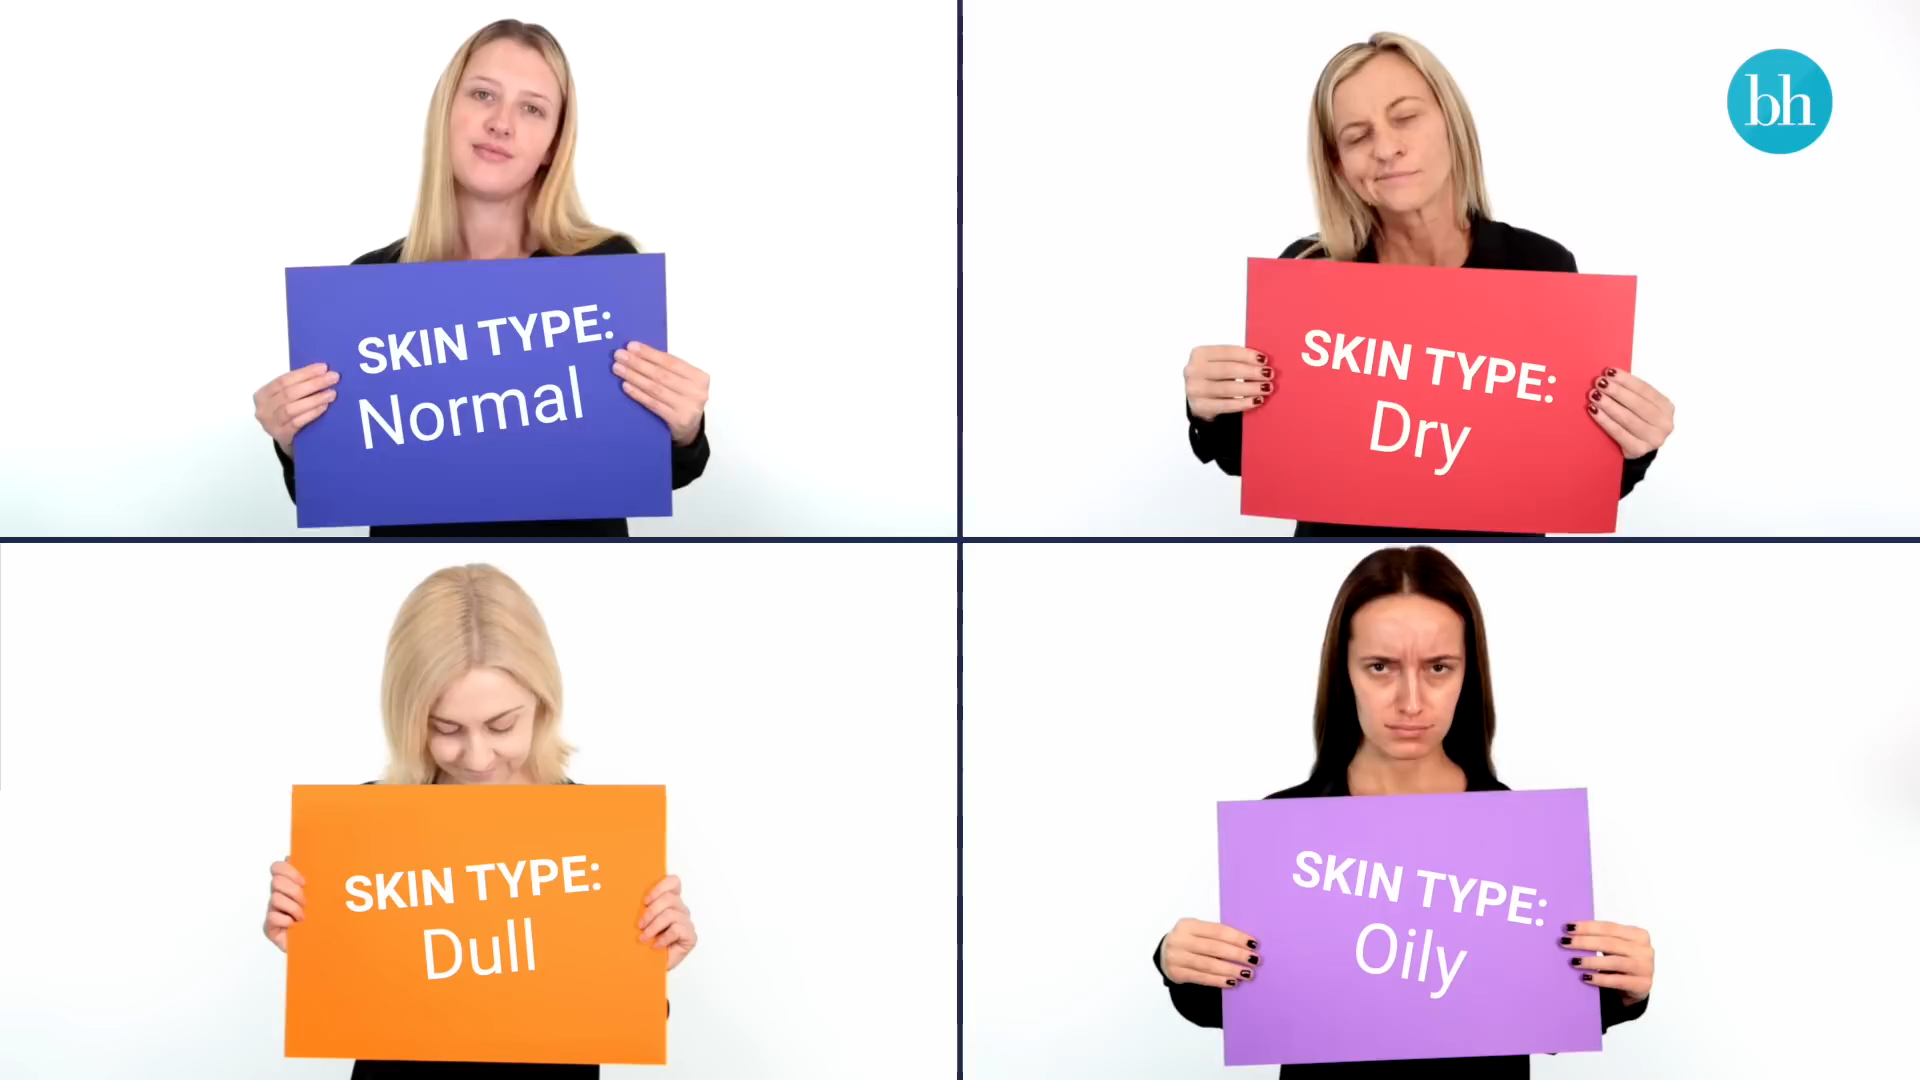 SKIN TYPE:
Normal
bh
SKIN TYPE:
Dry
SKIN TYPE:
Dull
SKIN TYPE:
Oily